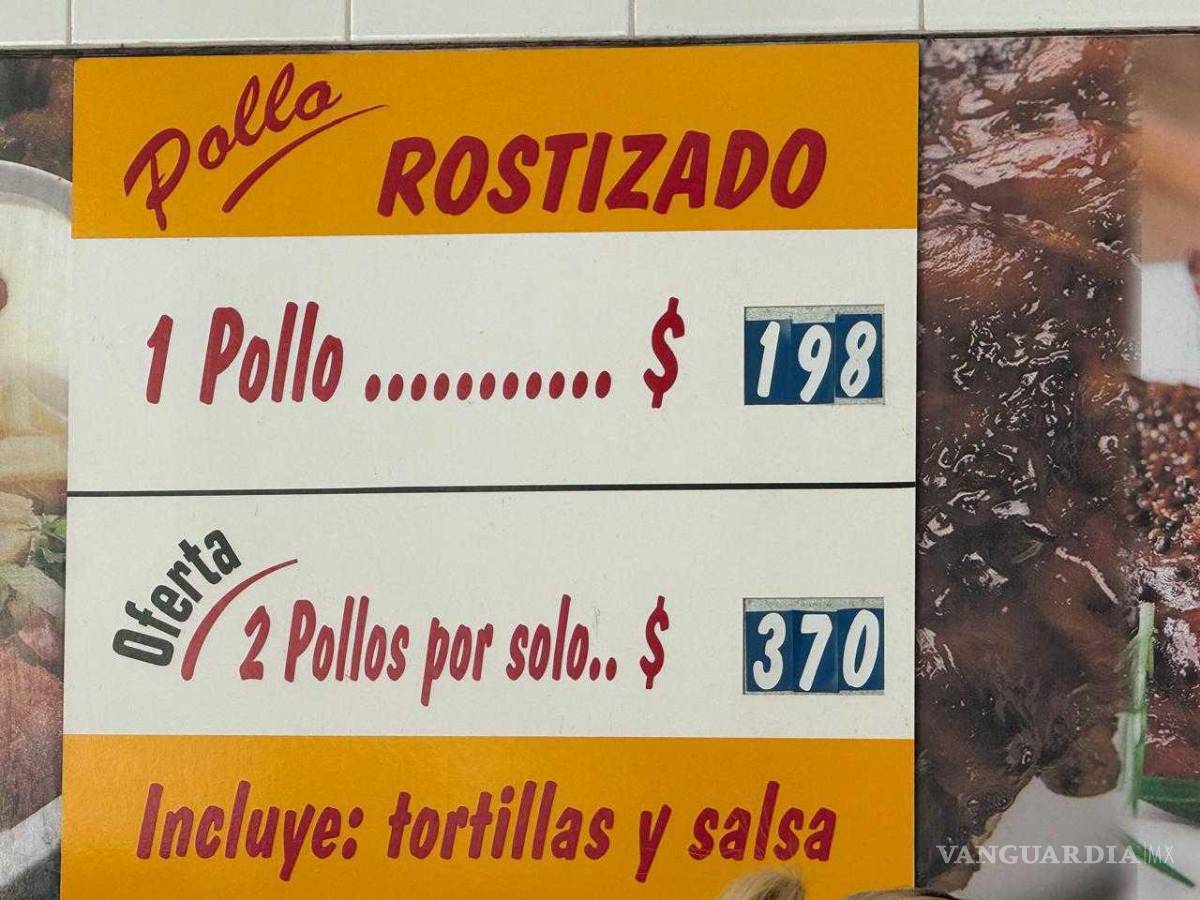 Pollo
ROSTIZADO
1 Pollo ........... $ 198
Oferta
2 Pollos por solo.. $ 370
Incluye: tortillas y salsa
VANGUARDIA|MX